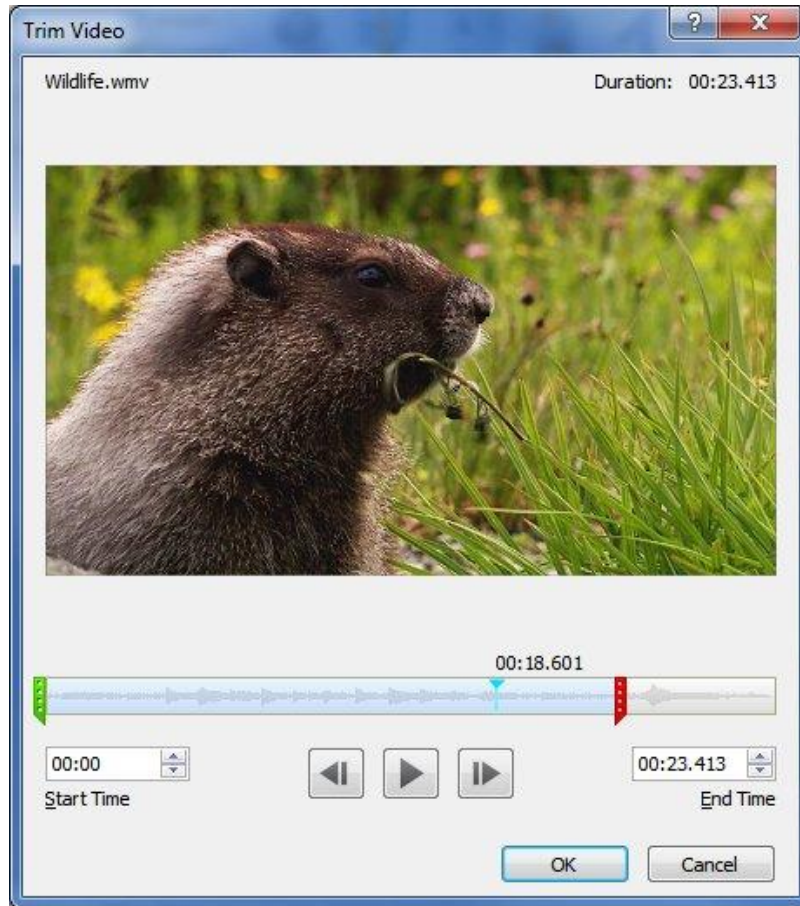 Trim Video
Wildlife.wmv Duration: 00:23.413
00:18.601
00:00 00:23.413
Start Time End Time
OK Cancel